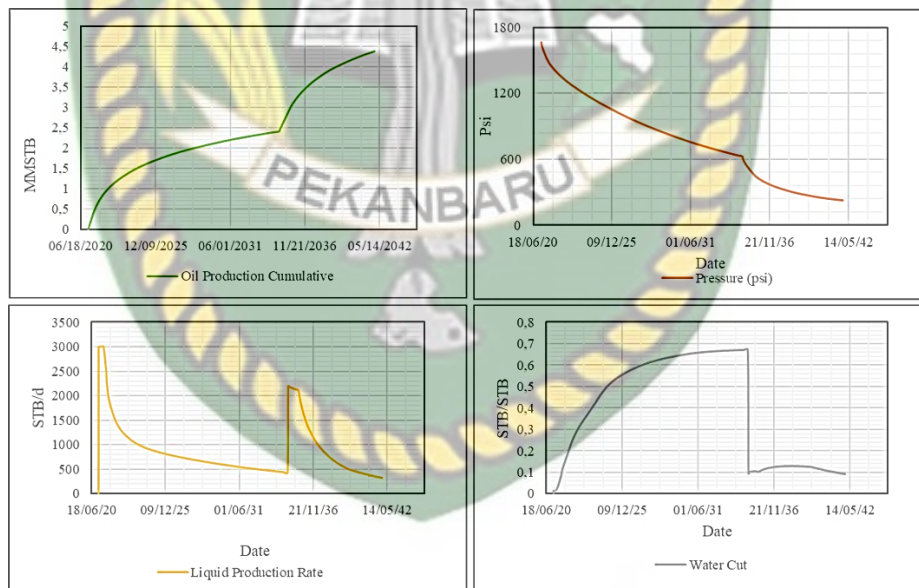 5
4,5
4
3,5
3
2,5
2
1,5
1
0,5
0
MMSTB
06/18/2020 12/09/2025 06/01/2031 11/21/2036 05/14/2042
Oil Production Cumulative
1800
1200
600
0
Psi
18/06/20 09/12/25 01/06/31 21/11/36 14/05/42
Date
Pressure (psi)
PEKANBARU
3500
3000
2500
2000
1500
1000
500
0
STB/d
18/06/20 09/12/25 01/06/31 21/11/36 14/05/42
Date
Liquid Production Rate
0,8
0,7
0,6
0,5
0,4
0,3
0,2
0,1
0
STB/STB
18/06/20 09/12/25 01/06/31 21/11/36 14/05/42
Date
Water Cut